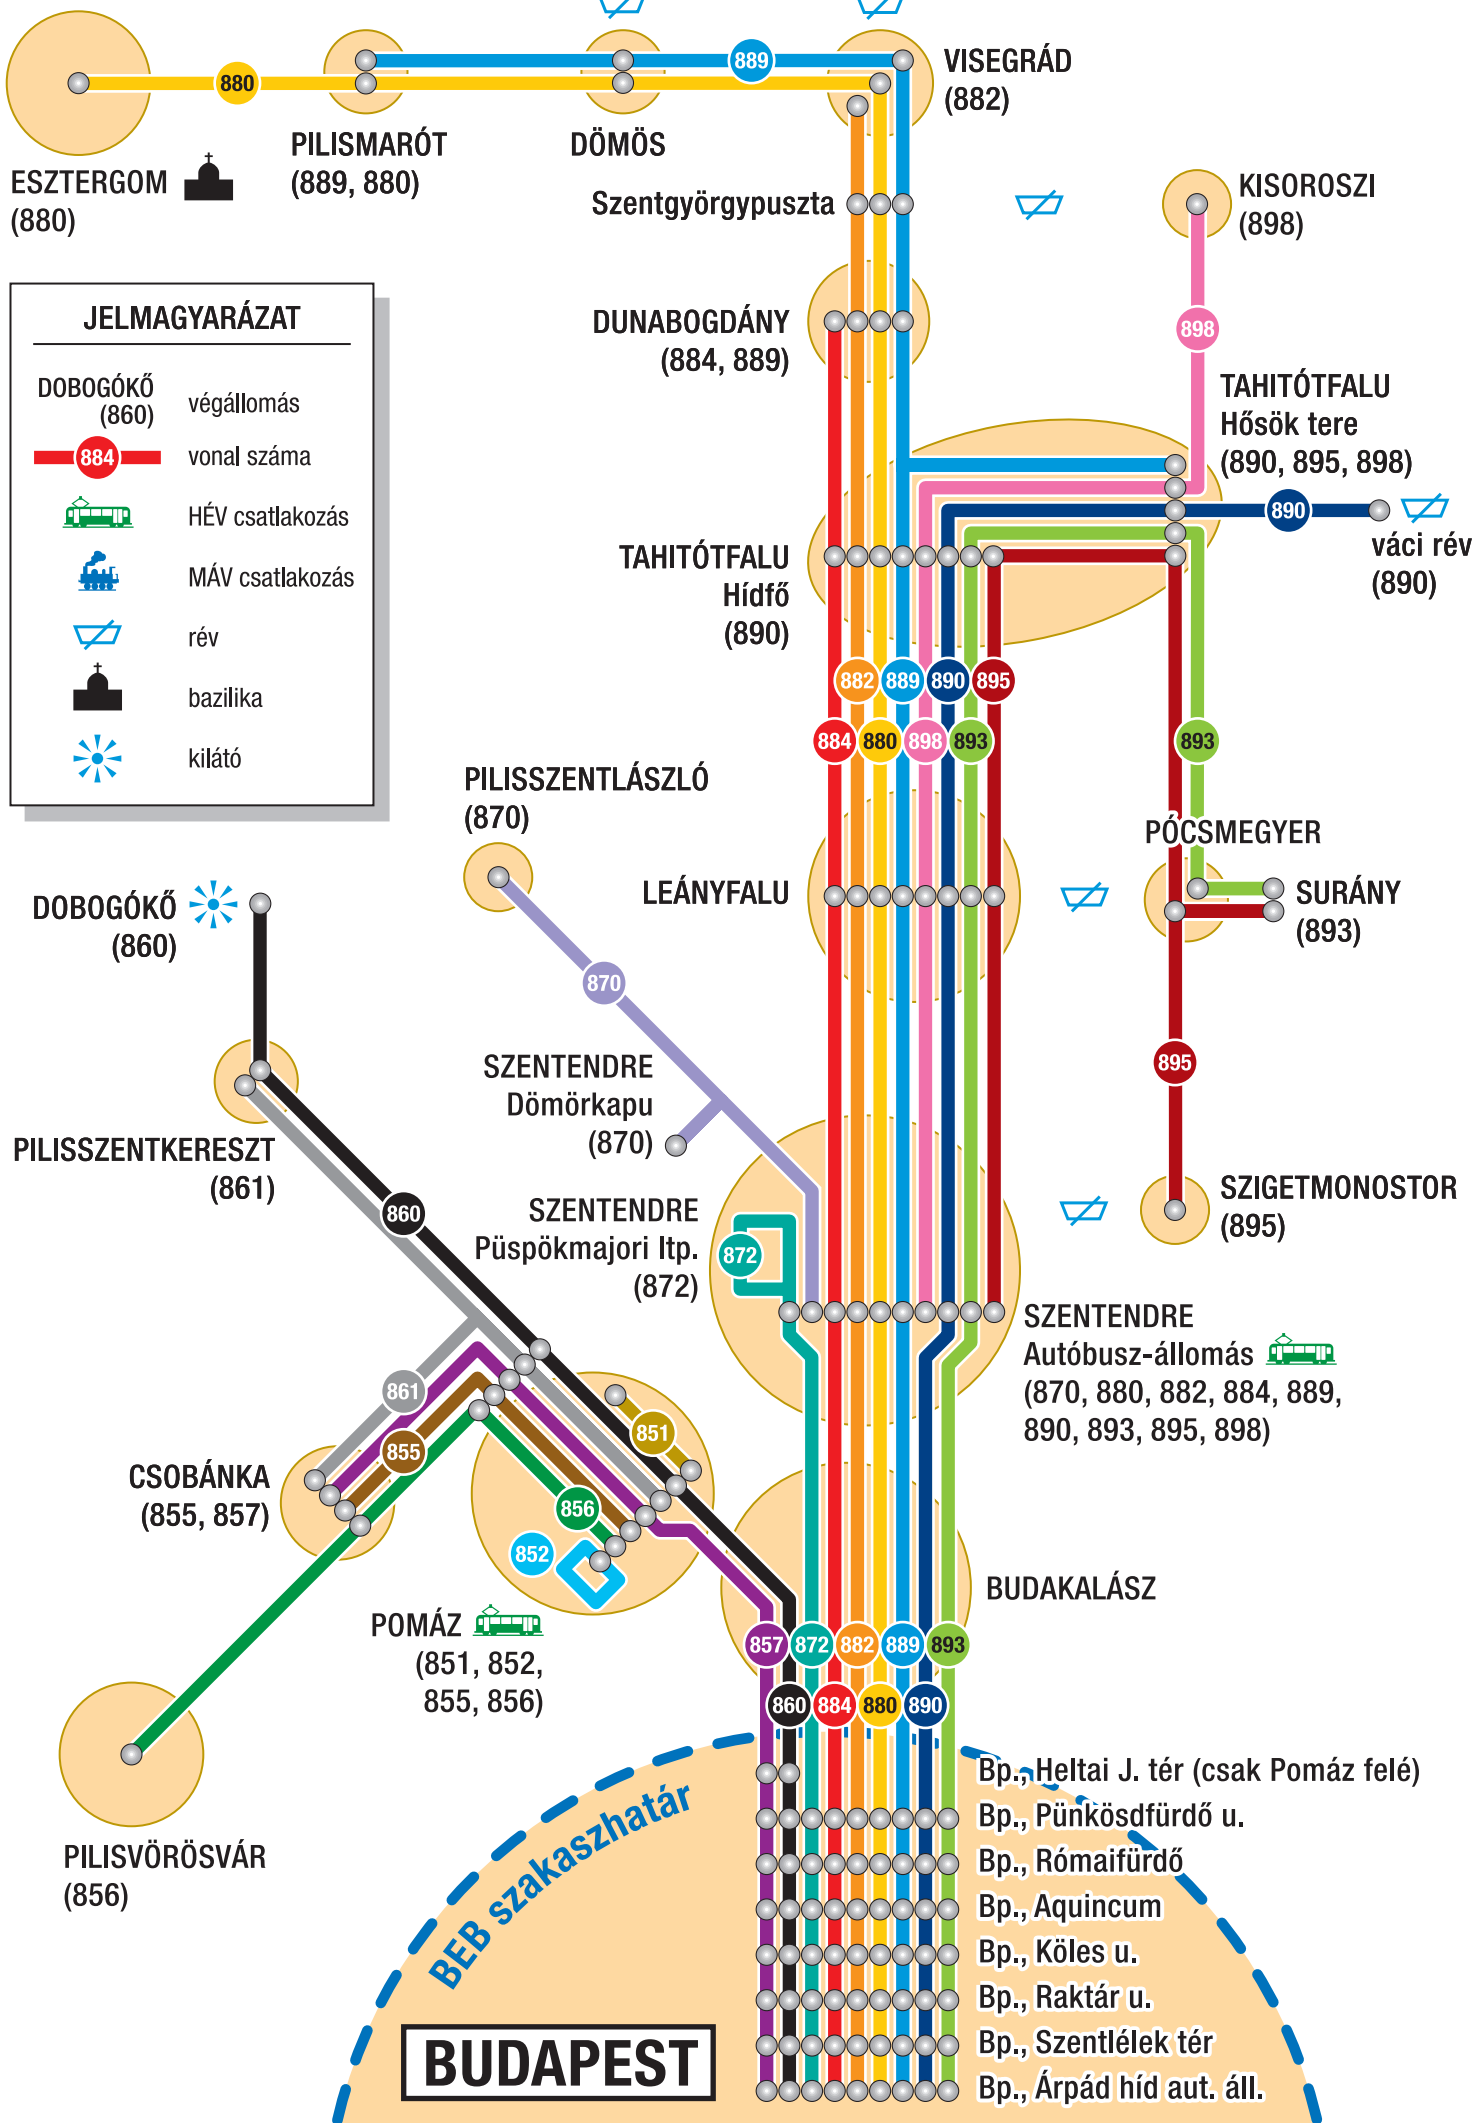 889
880
VISEGRÁD
(882)
ESZTERGOM
(880)
PILISMARÓT
(889, 880)
DÖMÖS
Szentgyörgypuszta
KISOROSZI
(898)
JELMAGYARÁZAT
DOBOGÓKŐ
(860)
végállomás
884
vonal száma
HÉV csatlakozás
MÁV csatlakozás
rév
bazilika
kilátó
DUNABOGDÁNY
(884, 889)
898
TAHITÓTFALU
Hősök tere
(890, 895, 898)
890
váci rév
(890)
TAHITÓTFALU
Hídfő
(890)
882 889 890 895
884 880 898 893
893
PILISSZENTLÁSZLÓ
(870)
PÓCSMEGYER
LEÁNYFALU
SURÁNY
(893)
DOBOGÓKŐ
(860)
870
SZENTENDRE
Dömörkapu
(870)
895
PILISSZENTKERESZT
(861)
860
SZENTENDRE
Püspökmajori ltp.
(872)
872
SZIGETMONOSTOR
(895)
SZENTENDRE
Autóbusz-állomás
(870, 880, 882, 884, 889,
890, 893, 895, 898)
861
855
851
856
852
CSOBÁNKA
(855, 857)
BUDAKALÁSZ
POMÁZ
(851, 852,
855, 856)
857 872 882 889 893
860 884 880 890
PILISVÖRÖSVÁR
(856)
BEB szakaszhatár
Bp., Heltai J. tér (csak Pomáz felé)
Bp., Pünkösdfürdő u.
Bp., Rómaifürdő
Bp., Aquincum
Bp., Köles u.
Bp., Raktár u.
Bp., Szentlélek tér
Bp., Árpád híd aut. áll.
BUDAPEST